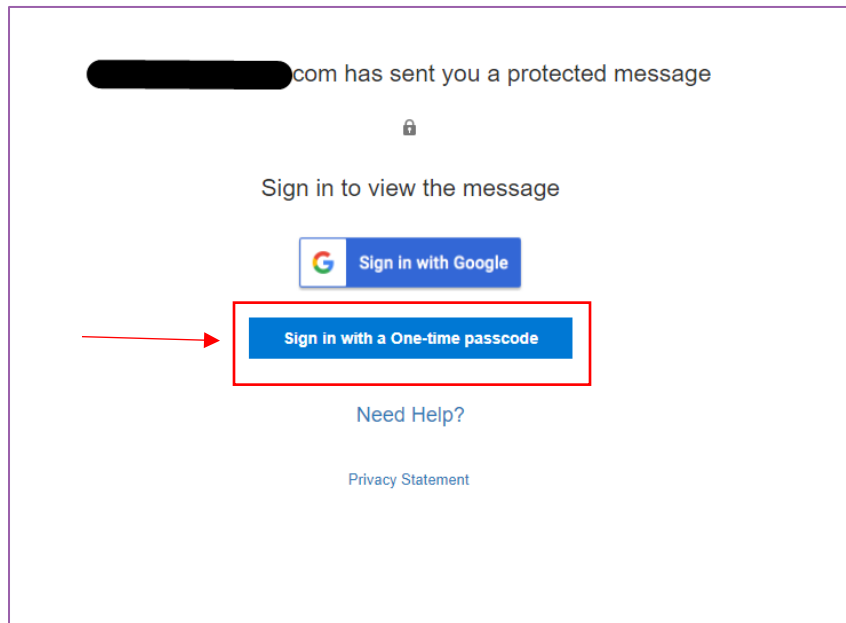 com has sent you a protected message
Sign in to view the message
G Sign in with Google
Sign in with a One-time passcode
Need Help?
Privacy Statement